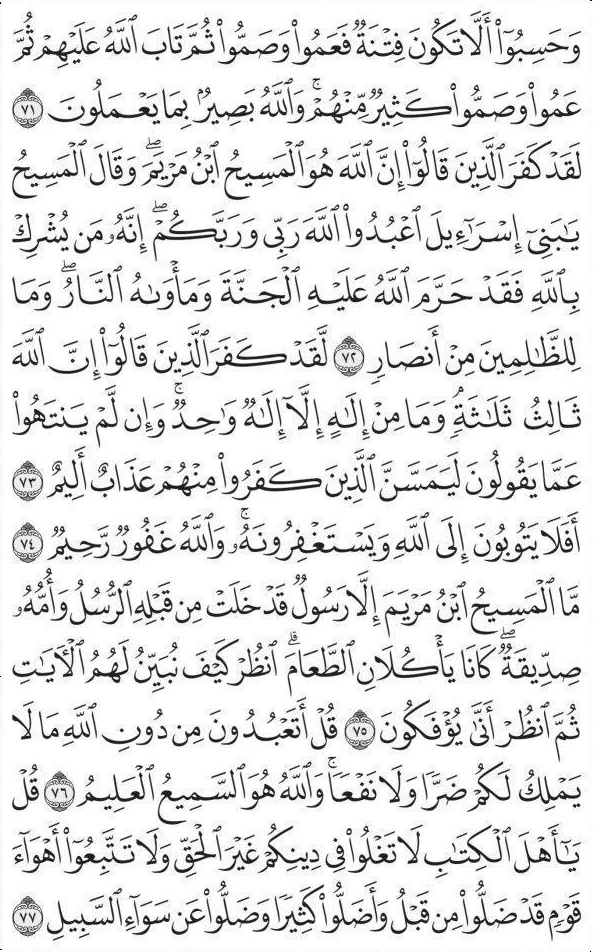 وَحَسِبُوٓا۟ أَلَّا تَكُونَ فِتْنَةٌ فَعَمُوا۟ وَصَمُّوا۟ ثُمَّ تَابَ ٱللَّهُ عَلَيْهِمْ ثُمَّ
عَمُوا۟ وَصَمُّوا۟ كَثِيرٌ مِّنْهُمْ ۚ وَٱللَّهُ بَصِيرٌۢ بِمَا يَعْمَلُونَ ٧١
لَقَدْ كَفَرَ ٱلَّذِينَ قَالُوٓا۟ إِنَّ ٱللَّهَ هُوَ ٱلْمَسِيحُ ٱبْنُ مَرْيَمَ ۖ وَقَالَ ٱلْمَسِيحُ
يَـٰبَنِىٓ إِسْرَٰٓءِيلَ ٱعْبُدُوا۟ ٱللَّهَ رَبِّى وَرَبَّكُمْ ۖ إِنَّهُۥ مَن يُشْرِكْ
بِٱللَّهِ فَقَدْ حَرَّمَ ٱللَّهُ عَلَيْهِ ٱلْجَنَّةَ وَمَأْوَىٰهُ ٱلنَّارُ ۖ وَمَا
لِلظَّـٰلِمِينَ مِنْ أَنصَارٍ ٧٢ لَّقَدْ كَفَرَ ٱلَّذِينَ قَالُوٓا۟ إِنَّ ٱللَّهَ
ثَالِثُ ثَلَـٰثَةٍ ۘ وَمَا مِنْ إِلَـٰهٍ إِلَّآ إِلَـٰهٌ وَٰحِدٌ ۚ وَإِن لَّمْ يَنتَهُوا۟
عَمَّا يَقُولُونَ لَيَمَسَّنَّ ٱلَّذِينَ كَفَرُوا۟ مِنْهُمْ عَذَابٌ أَلِيمٌ ٧٣
أَفَلَا يَتُوبُونَ إِلَى ٱللَّهِ وَيَسْتَغْفِرُونَهُۥ ۚ وَٱللَّهُ غَفُورٌ رَّحِيمٌ ٧٤
مَّا ٱلْمَسِيحُ ٱبْنُ مَرْيَمَ إِلَّا رَسُولٌ قَدْ خَلَتْ مِن قَبْلِهِ ٱلرُّسُلُ وَأُمُّهُۥ
صِدِّيقَةٌ ۖ كَانَا يَأْكُلَانِ ٱلطَّعَامَ ۗ ٱنظُرْ كَيْفَ نُبَيِّنُ لَهُمُ ٱلْـَٔايَـٰتِ
ثُمَّ ٱنظُرْ أَنَّىٰ يُؤْفَكُونَ ٧٥ قُلْ أَتَعْبُدُونَ مِن دُونِ ٱللَّهِ مَا لَا
يَمْلِكُ لَكُمْ ضَرًّا وَلَا نَفْعًا ۚ وَٱللَّهُ هُوَ ٱلسَّمِيعُ ٱلْعَلِيمُ ٧٦ قُلْ
يَـٰٓأَهْلَ ٱلْكِتَـٰبِ لَا تَغْلُوا۟ فِى دِينِكُمْ غَيْرَ ٱلْحَقِّ وَلَا تَتَّبِعُوٓا۟ أَهْوَآءَ
قَوْمٍ قَدْ ضَلُّوا۟ مِن قَبْلُ وَأَضَلُّوا۟ كَثِيرًا وَضَلُّوا۟ عَن سَوَآءِ ٱلسَّبِيلِ ٧٧